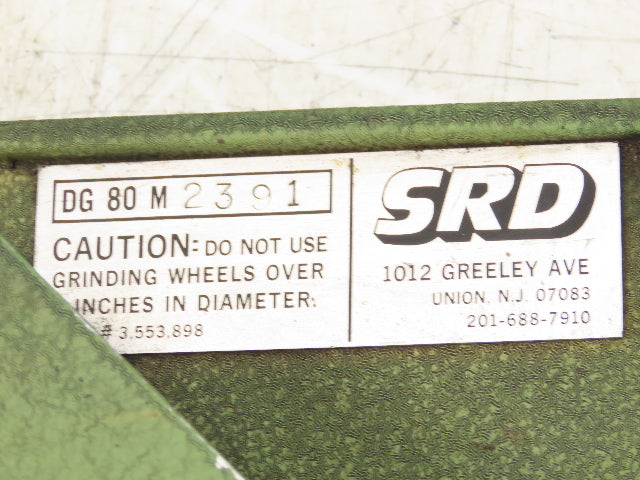 DG 80 M 2391
CAUTION: DO NOT USE
GRINDING WHEELS OVER
INCHES IN DIAMETER.
# 3,553,898
SRD
1012 GREELEY AVE
UNION, N.J. 07083
201-688-7910